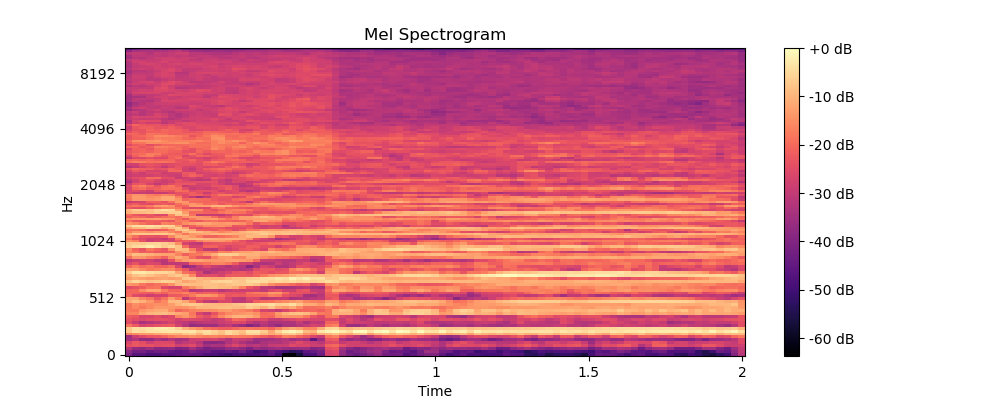 Mel Spectrogram
Hz
8192
4096
2048
1024
512
0
0
0.5
1
1.5
2
Time
+0 dB
-10 dB
-20 dB
-30 dB
-40 dB
-50 dB
-60 dB